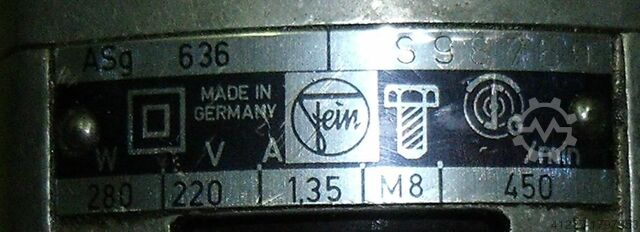 ASg 636
MADE IN
GERMANY
Fein
W V A /min
280 220 1,35 M8 450